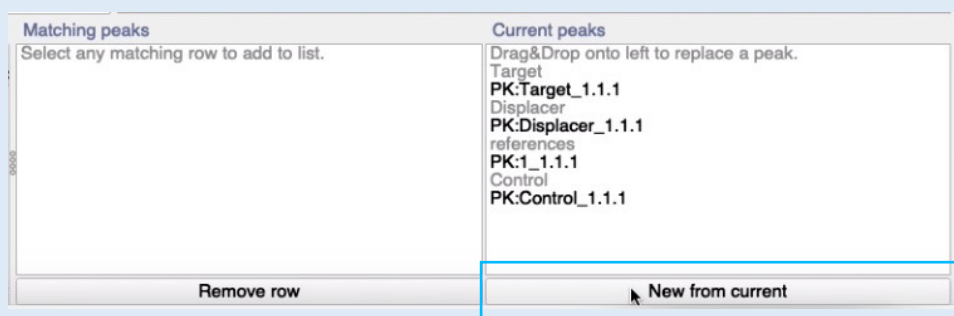 Matching peaks
Select any matching row to add to list.
Remove row
Current peaks
Drag&Drop onto left to replace a peak.
Target
PK:Target_1.1.1
Displacer
PK:Displacer_1.1.1
references
PK:1_1.1.1
Control
PK:Control_1.1.1
New from current